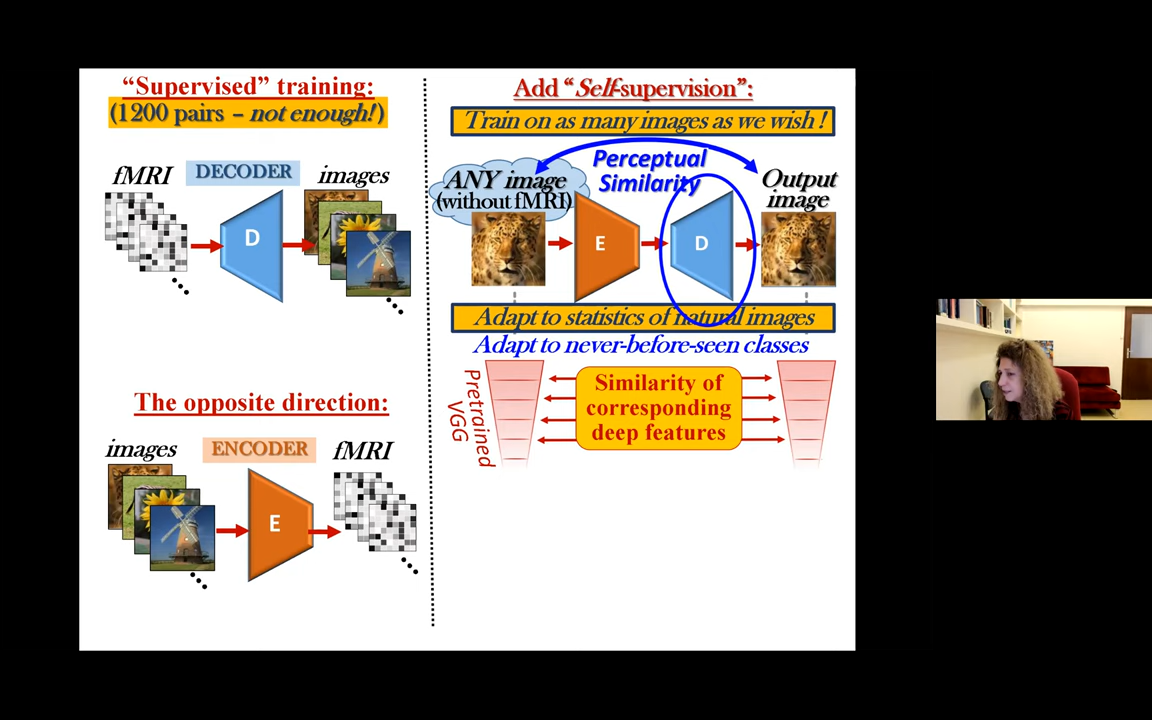 “Supervised” training:
(1200 pairs – not enough!)
fMRI
DECODER
images
D
The opposite direction:
images
ENCODER
fMRI
E
Add “Self-supervision”:
Train on as many images as we wish !
Perceptual
Similarity
ANY image
(without fMRI)
Output
image
E
D
Adapt to statistics of natural images
Adapt to never-before-seen classes
Pretrained
VGG
Similarity of
corresponding
deep features